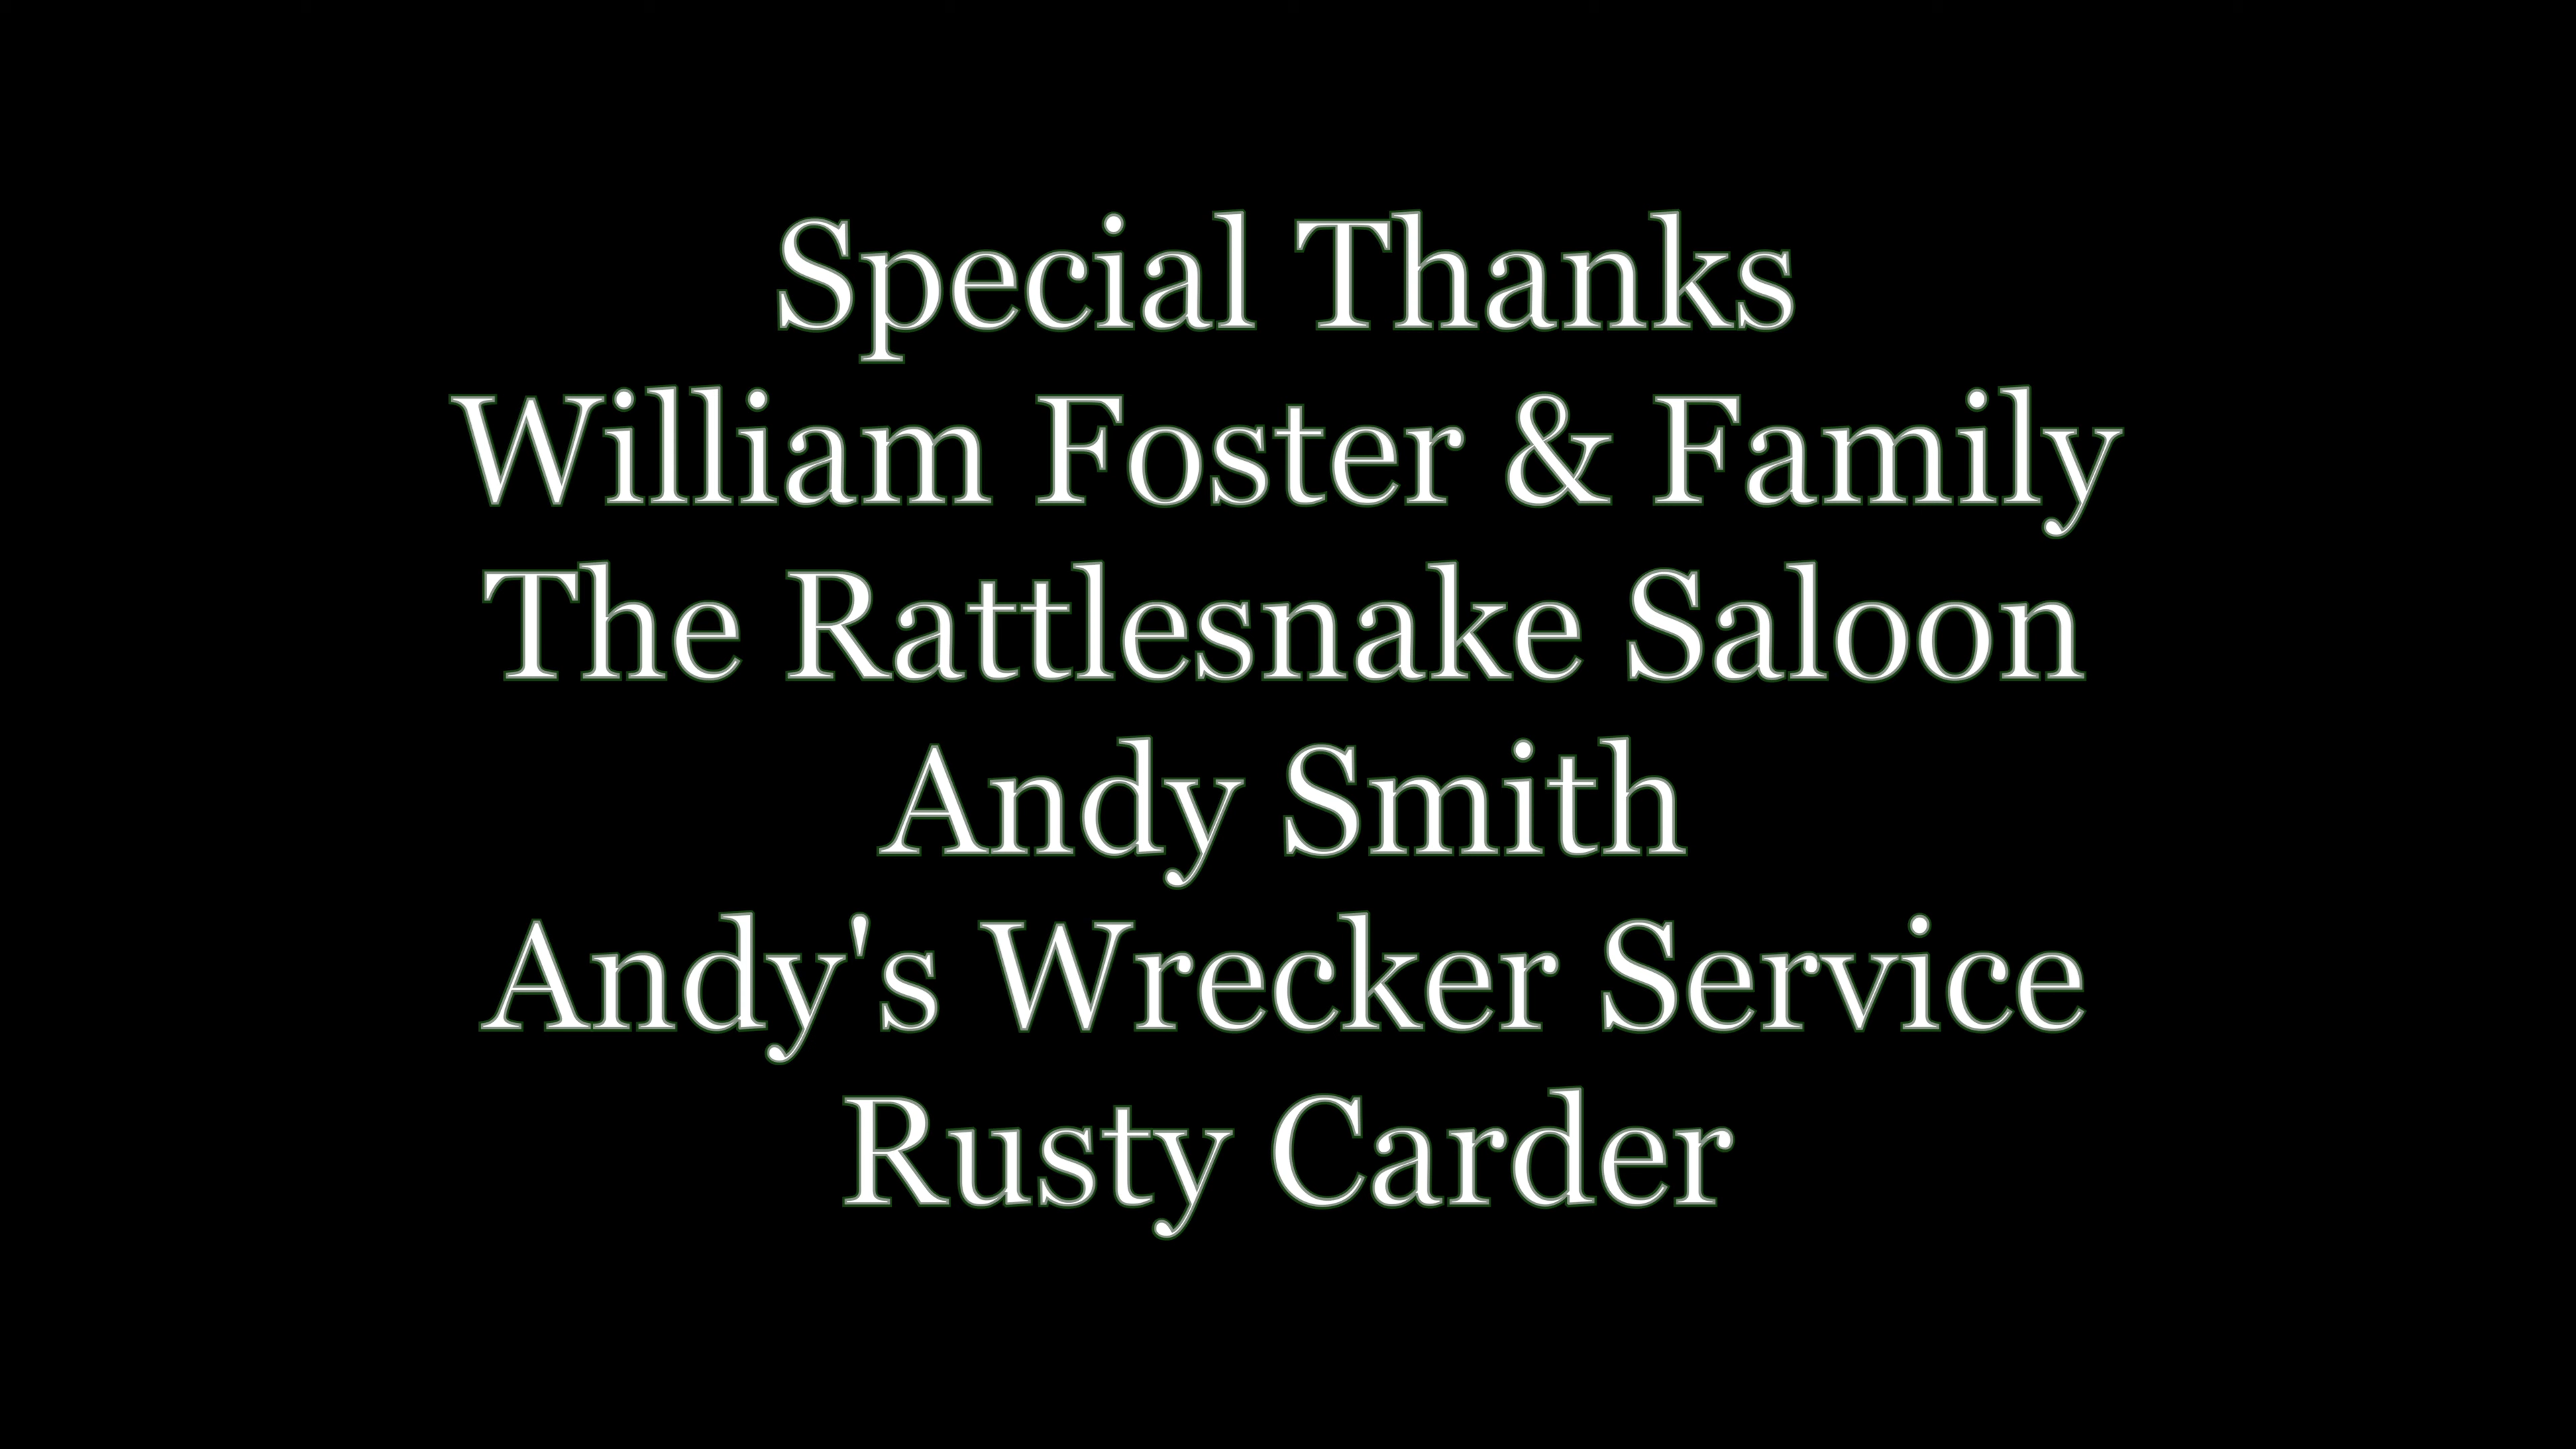 Special Thanks
William Foster & Family
The Rattlesnake Saloon
Andy Smith
Andy's Wrecker Service
Rusty Carder